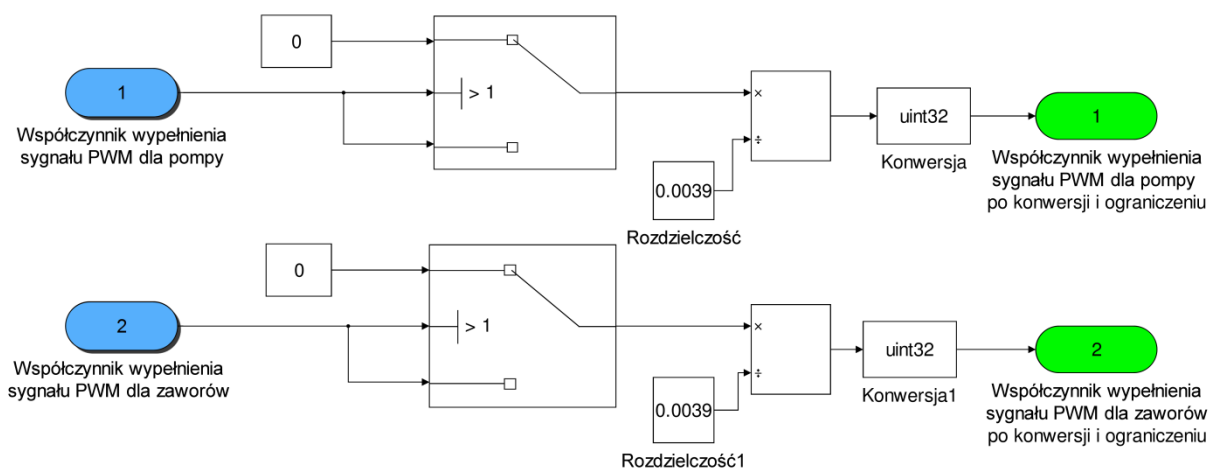 0
1
> 1
×
÷
uint32
1
Współczynnik wypełnienia
sygnału PWM dla pompy
0.0039
Rozdzielczość
Konwersja
Współczynnik wypełnienia
sygnału PWM dla pompy
po konwersji i ograniczeniu
0
2
> 1
×
÷
uint32
2
Współczynnik wypełnienia
sygnału PWM dla zaworów
0.0039
Rozdzielczość1
Konwersja1
Współczynnik wypełnienia
sygnału PWM dla zaworów
po konwersji i ograniczeniu